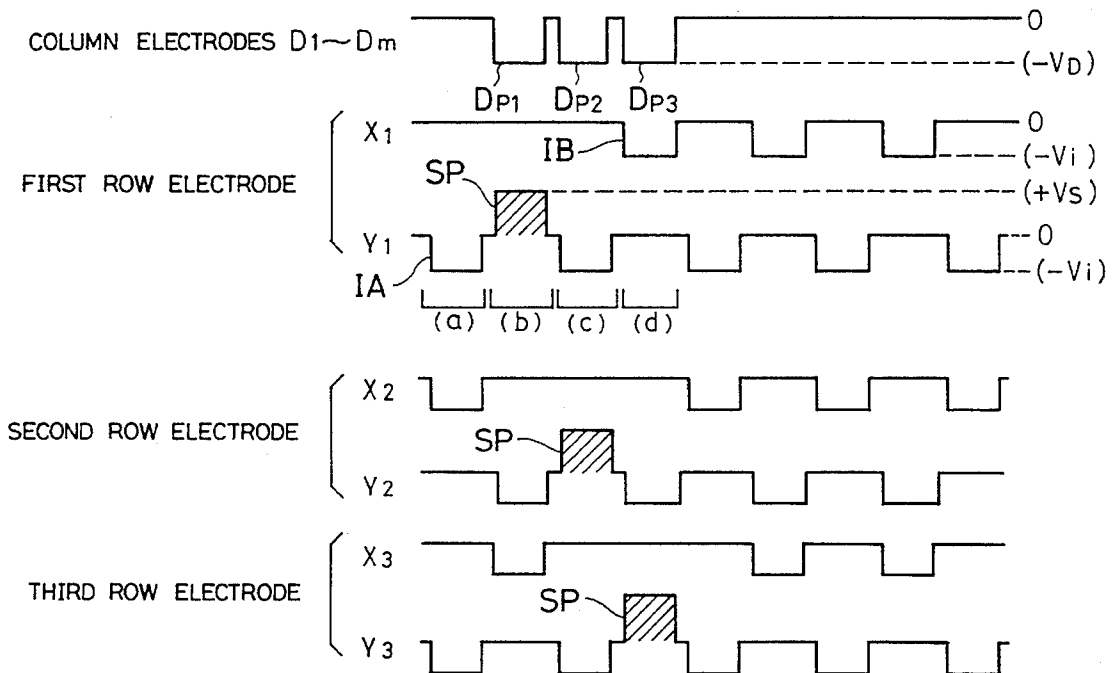 COLUMN ELECTRODES D1~Dm
0
(-VD)
DP1 DP2 DP3
FIRST ROW ELECTRODE
X1
IB
0
(-Vi)
SP
(+Vs)
Y1
0
IA
(-Vi)
(a) (b) (c) (d)
SECOND ROW ELECTRODE
X2
SP
Y2
THIRD ROW ELECTRODE
X3
SP
Y3